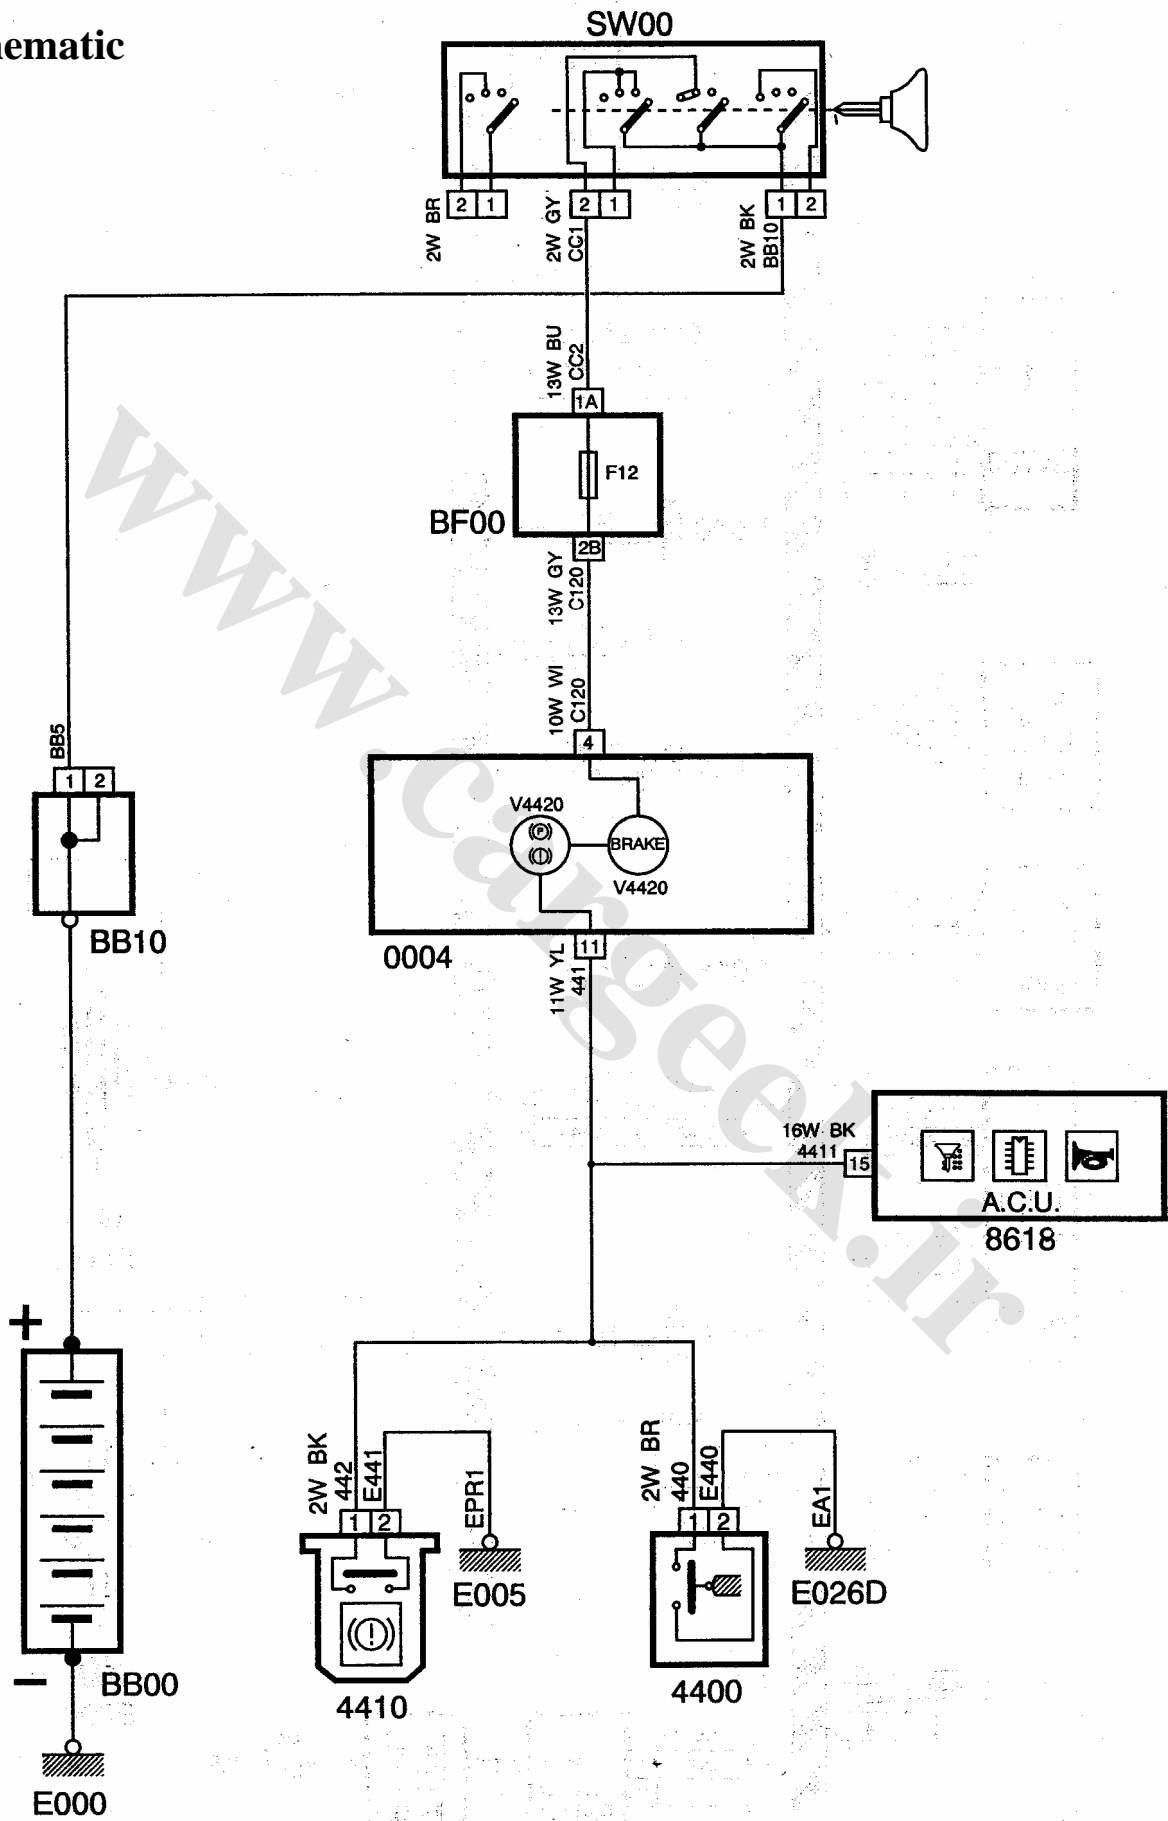 ematic
SW00
2 1
2 1
1 2
2W BR
2W GY
CC1
2W BK
BB10
13W BU
CC2
1A
F12
BF00
2B
13W GY
C120
10W WI
C120
4
BB5
1 2
V4420
P
BRAKE
V4420
BB10
0004
11
11W YL
441
16W BK
4411
15
A.C.U.
8618
+
2W BK
442
E441
EPR1
2W BR
440
E440
EA1
1 2
1 2
E005
E026D
!
-
BB00
4410
4400
E000
www.cargeek.ir